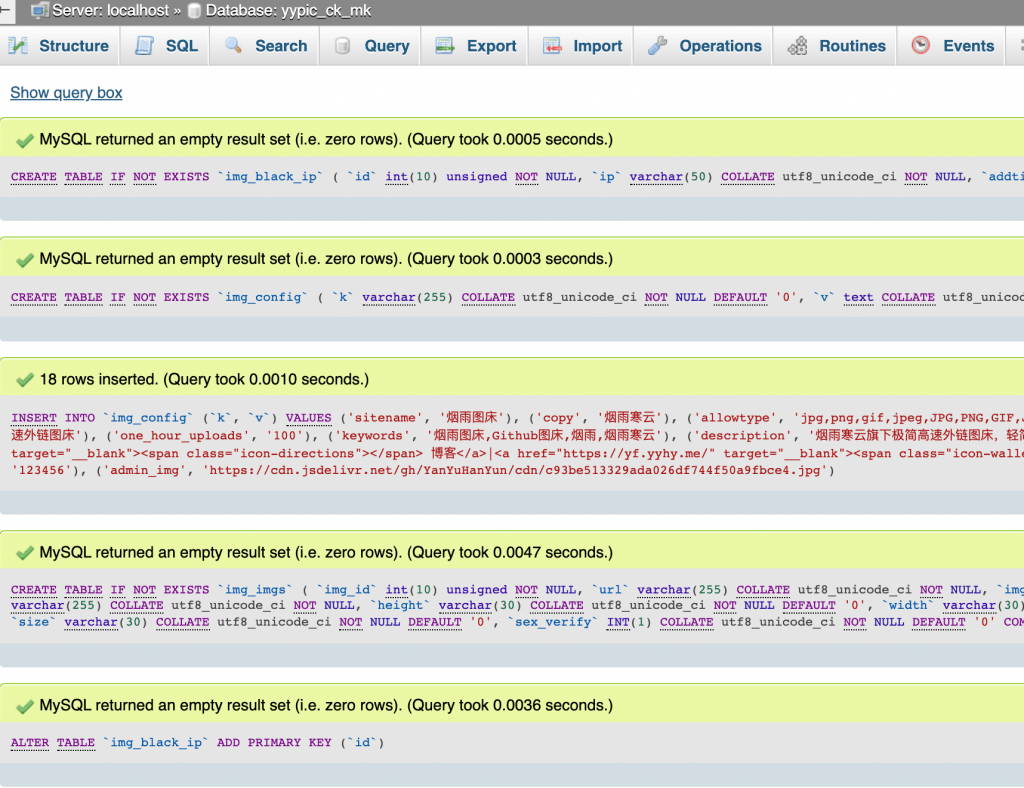 Server: localhost » Database: yypic_ck_mk
Structure SQL Search Query Export Import Operations Routines Events
Show query box
MySQL returned an empty result set (i.e. zero rows). (Query took 0.0005 seconds.)
CREATE TABLE IF NOT EXISTS `img_black_ip` ( `id` int(10) unsigned NOT NULL, `ip` varchar(50) COLLATE utf8_unicode_ci NOT NULL, `addti
MySQL returned an empty result set (i.e. zero rows). (Query took 0.0003 seconds.)
CREATE TABLE IF NOT EXISTS `img_config` ( `k` varchar(255) COLLATE utf8_unicode_ci NOT NULL DEFAULT '0', `v` text COLLATE utf8_unicod
18 rows inserted. (Query took 0.0010 seconds.)
INSERT INTO `img_config` (`k`, `v`) VALUES ('sitename', '烟雨图床'), ('copy', '烟雨寒云'), ('allowtype', 'jpg,png,gif,jpeg,JPG,PNG,GIF,J
速外链图床'), ('one_hour_uploads', '100'), ('keywords', '烟雨图床,Github图床,烟雨,烟雨寒云'), ('description', '烟雨寒云旗下极简高速外链图床, 轻简
target="__blank"><span class="icon-directions"></span> 博客</a>|<a href="https://yf.yyhy.me/" target="__blank"><span class="icon-walle
'123456'), ('admin_img', 'https://cdn.jsdelivr.net/gh/YanYuHanYun/cdn/c93be513329ada026df744f50a9fbce4.jpg')
MySQL returned an empty result set (i.e. zero rows). (Query took 0.0047 seconds.)
CREATE TABLE IF NOT EXISTS `img_imgs` ( `img_id` int(10) unsigned NOT NULL, `url` varchar(255) COLLATE utf8_unicode_ci NOT NULL, `img
varchar(255) COLLATE utf8_unicode_ci NOT NULL, `height` varchar(30) COLLATE utf8_unicode_ci NOT NULL DEFAULT '0', `width` varchar(30)
`size` varchar(30) COLLATE utf8_unicode_ci NOT NULL DEFAULT '0', `sex_verify` INT(1) COLLATE utf8_unicode_ci NOT NULL DEFAULT '0' COM
MySQL returned an empty result set (i.e. zero rows). (Query took 0.0036 seconds.)
ALTER TABLE `img_black_ip` ADD PRIMARY KEY (`id`)